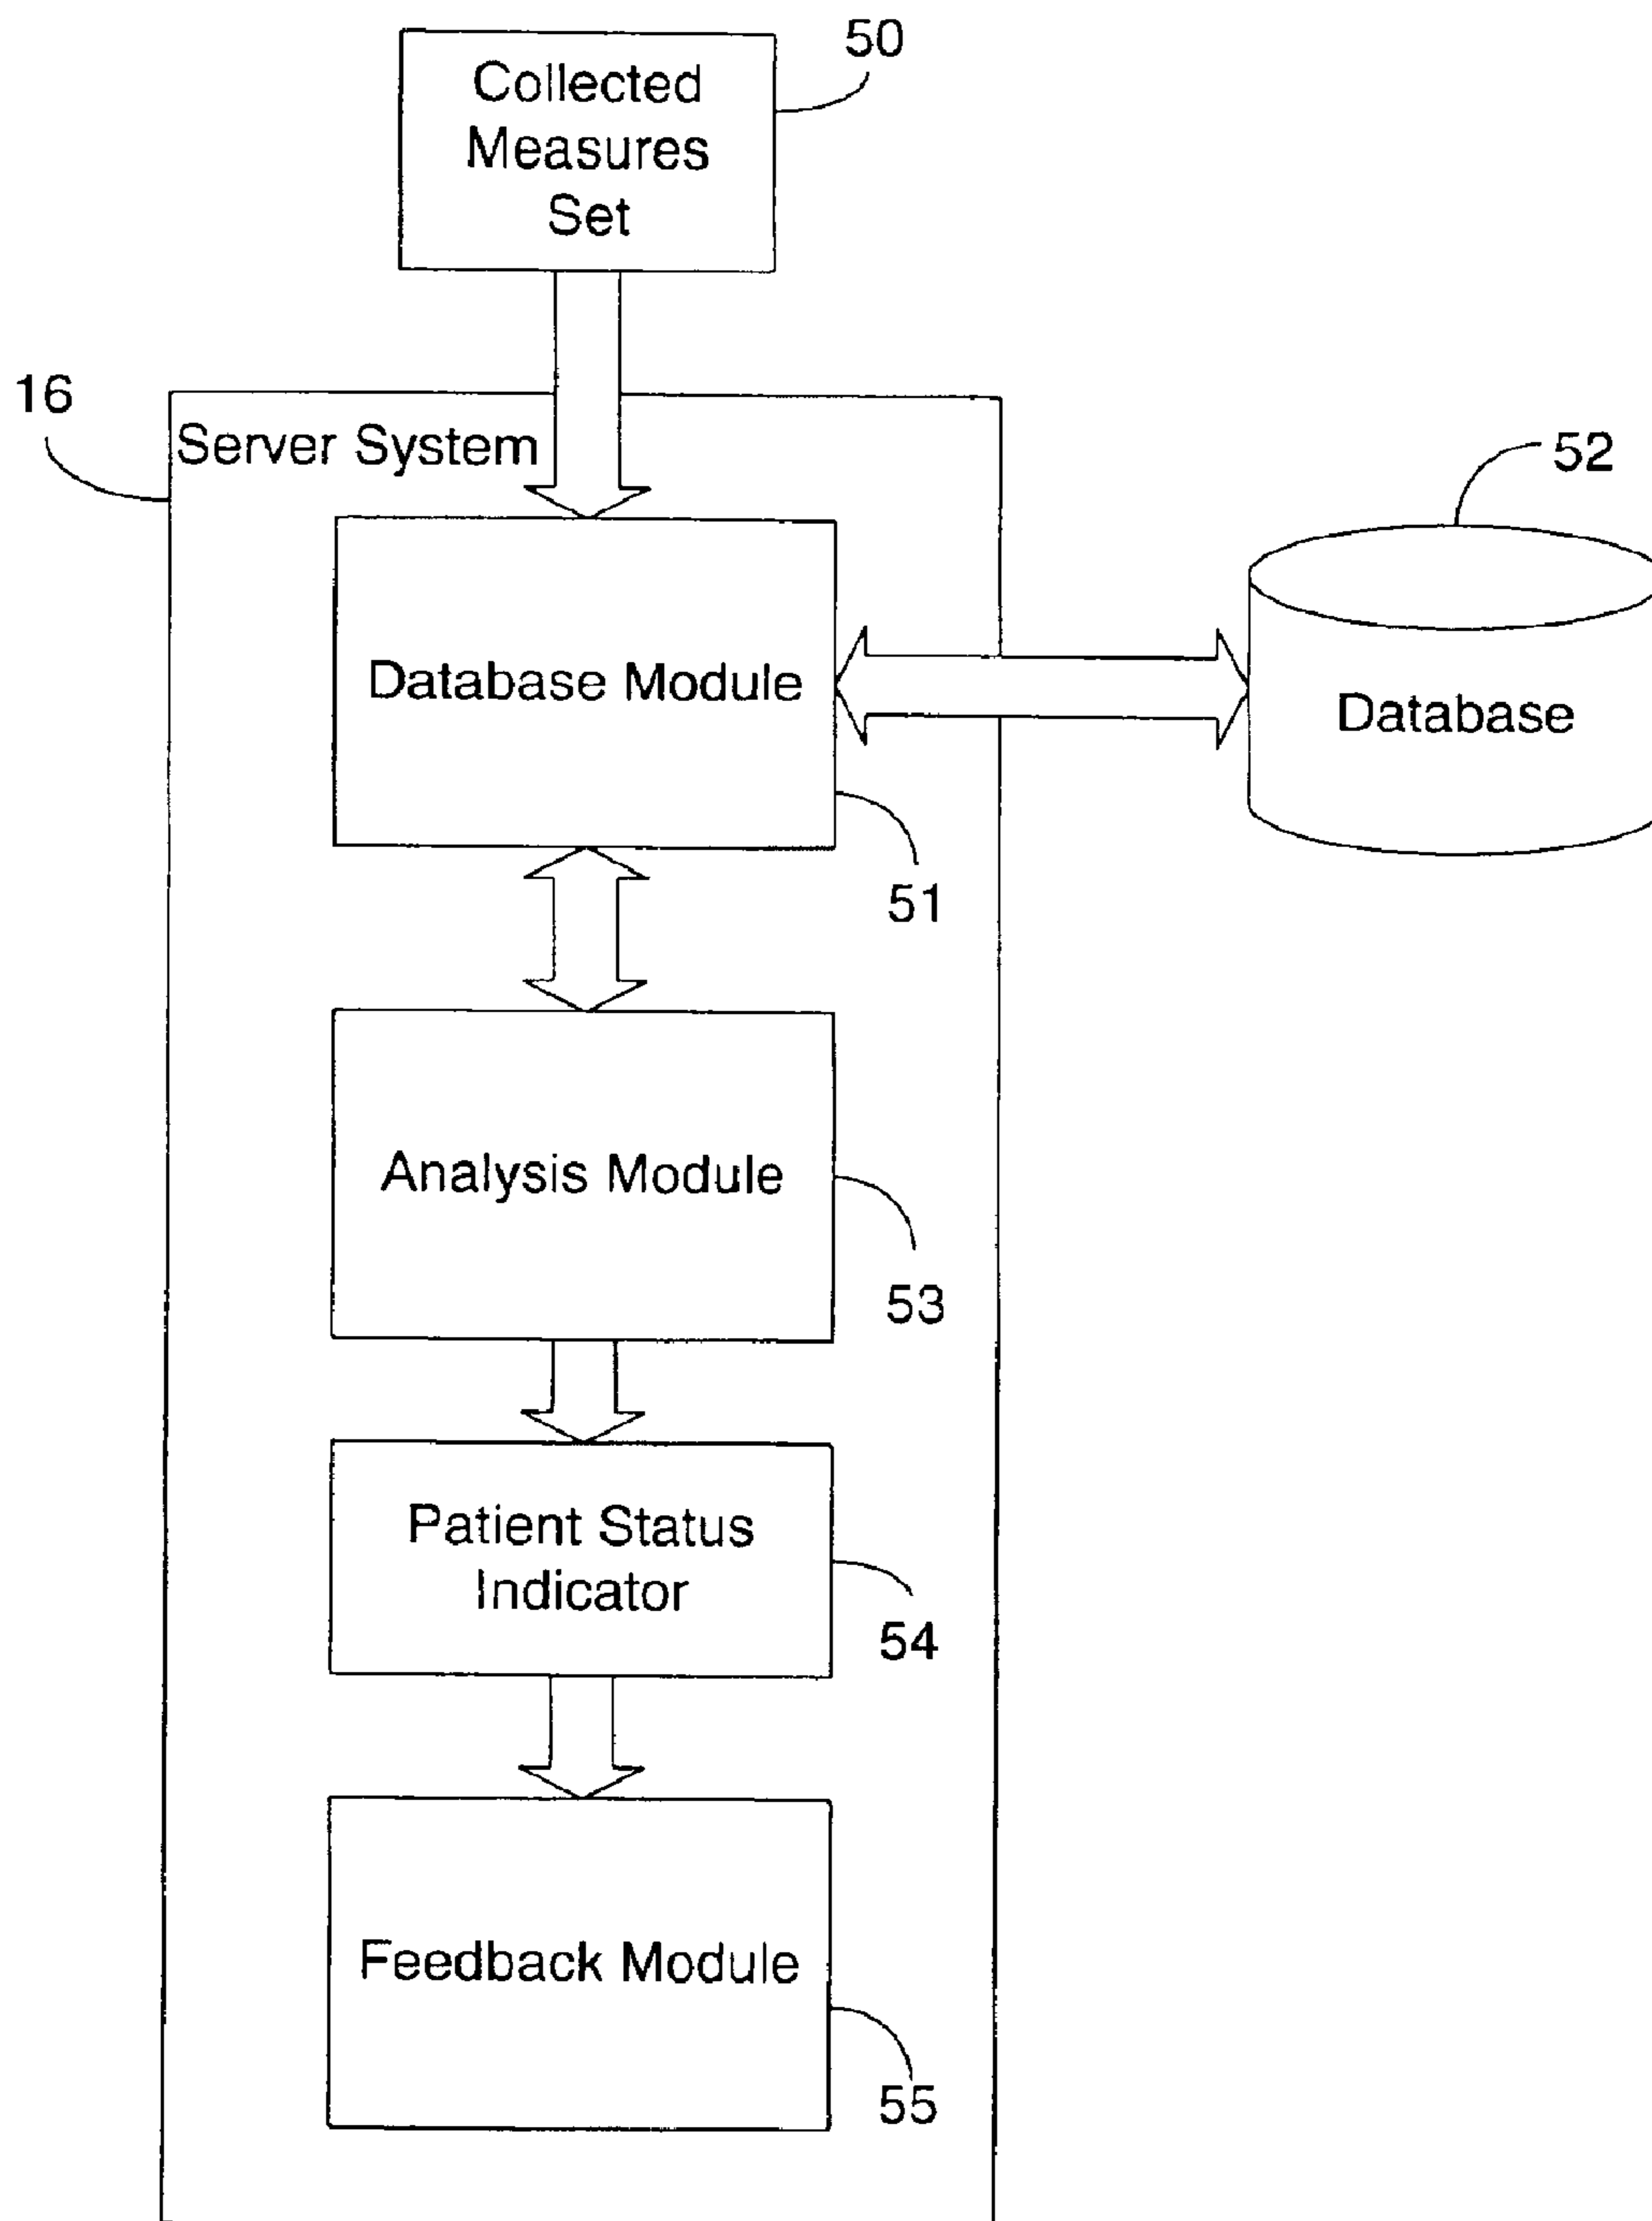 50
Collected
Measures
Set
16
Server System
52
Database Module
Database
51
Analysis Module
53
Patient Status
Indicator
54
Feedback Module
55